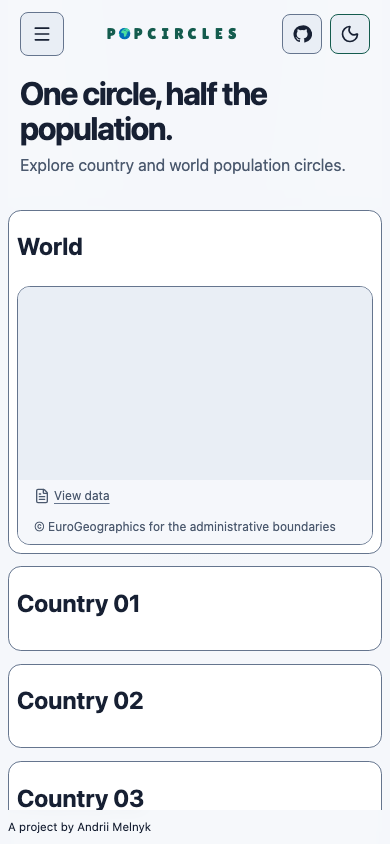 P🌍PCIRCLES
One circle, half the
population.
Explore country and world population circles.
World
View data
© EuroGeographics for the administrative boundaries
Country 01
Country 02
Country 03
A project by Andrii Melnyk